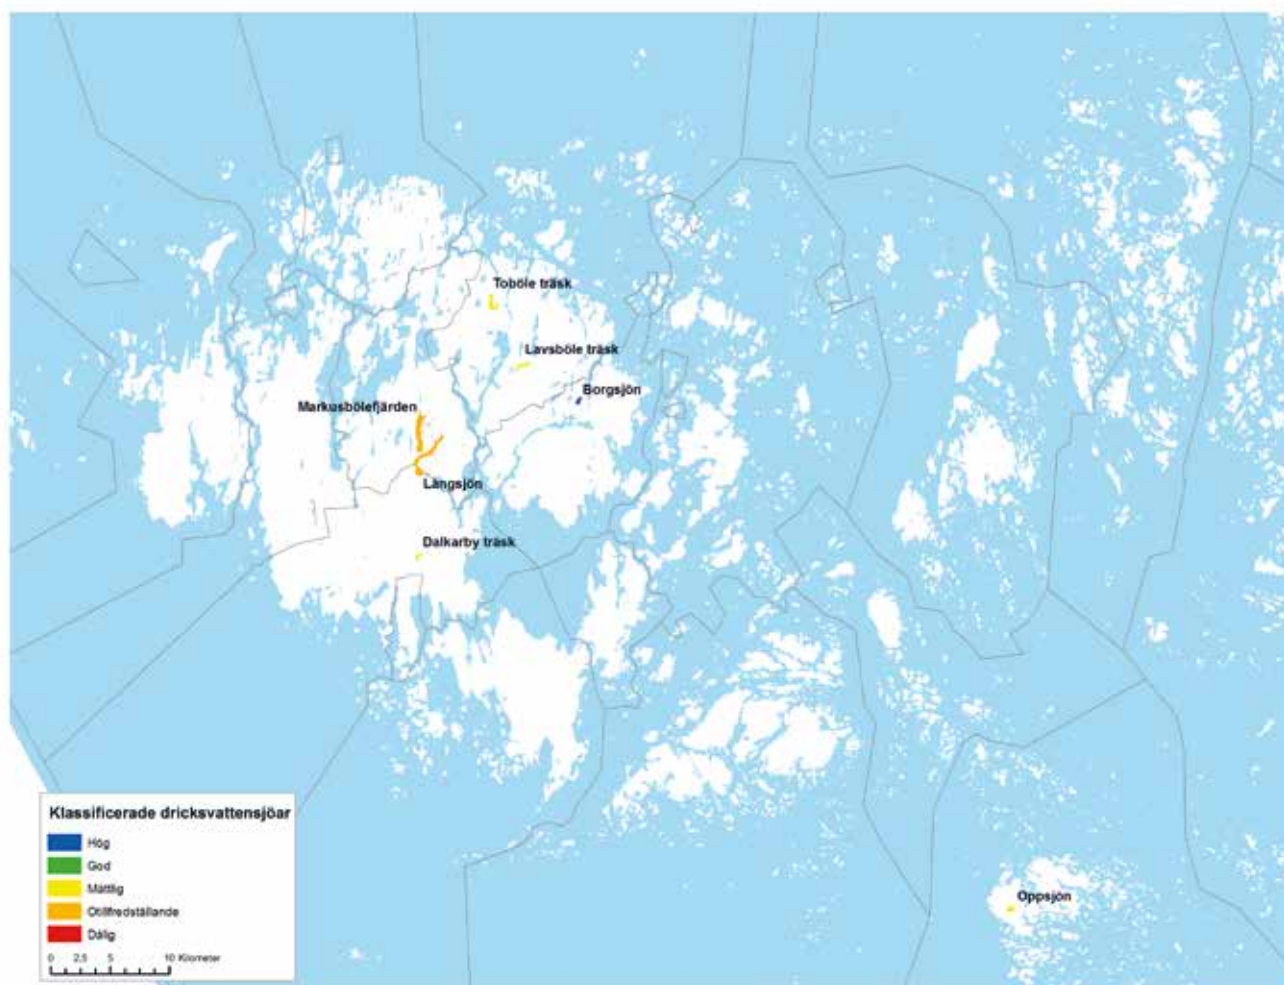 Toböle träsk
Lavsböle träsk
Borgsjön
Markusbölefjärden
Långsjön
Dalkarby träsk
Oppsjön
Klassificerade dricksvattensjöar
Hög
God
Måttlig
Otillfredställande
Dålig
0 2,5 5 10 Kilometer